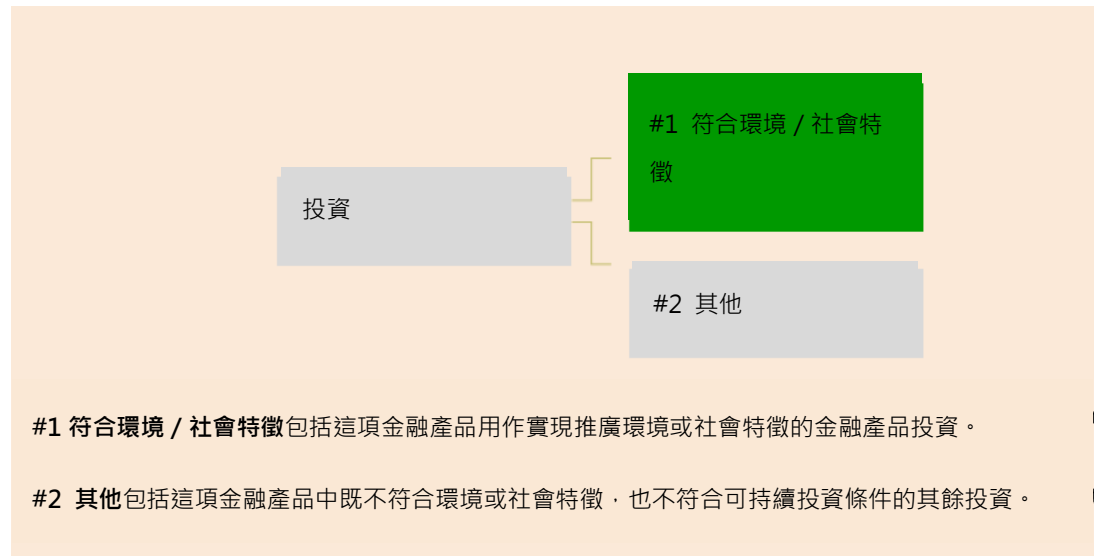 #1 符合環境 / 社會特
徵
投資
#2 其他
#1 符合環境 / 社會特徵包括這項金融產品用作實現推廣環境或社會特徵的金融產品投資。
#2 其他包括這項金融產品中既不符合環境或社會特徵，也不符合可持續投資條件的其餘投資。